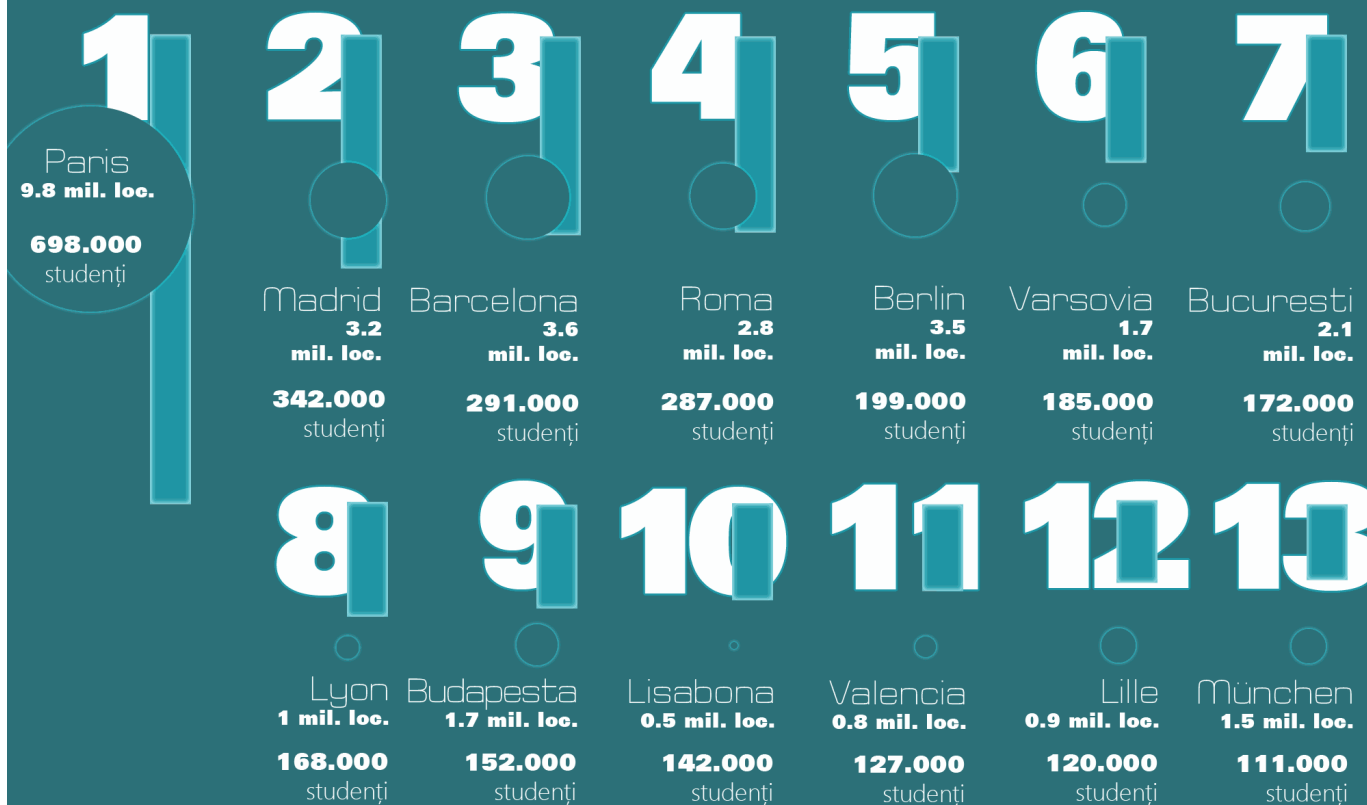 1
Paris
9.8 mil. loc.
698.000
studenți
2
Madrid
3.2
mil. loc.
342.000
studenți
3
Barcelona
3.6
mil. loc.
291.000
studenți
4
Roma
2.8
mil. loc.
287.000
studenți
5
Berlin
3.5
mil. loc.
199.000
studenți
6
Varsovia
1.7
mil. loc.
185.000
studenți
7
Bucuresti
2.1
mil. loc.
172.000
studenți
8
Lyon
1 mil. loc.
168.000
studenți
9
Budapesta
1.7 mil. loc.
152.000
studenți
10
Lisabona
0.5 mil. loc.
142.000
studenți
11
Valencia
0.8 mil. loc.
127.000
studenți
12
Lille
0.9 mil. loc.
120.000
studenți
13
München
1.5 mil. loc.
111.000
studenți